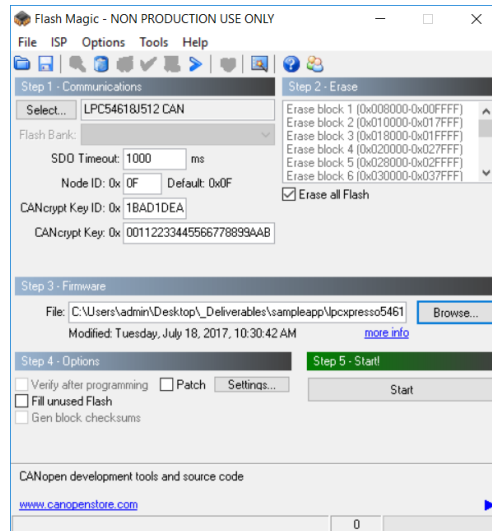 Flash Magic - NON PRODUCTION USE ONLY
File ISP Options Tools Help
Step 1 - Communications
Select... LPC54618J512 CAN
Flash Bank:
SDO Timeout: 1000 ms
Node ID: 0x 0F Default: 0x0F
CANcrypt Key ID: 0x 1BAD1DEA
CANcrypt Key: 0x 00112233445566778899AAB
Step 2 - Erase
Erase block 1 (0x008000-0x00FFFF)
Erase block 2 (0x010000-0x017FFF)
Erase block 3 (0x018000-0x01FFFF)
Erase block 4 (0x020000-0x027FFF)
Erase block 5 (0x028000-0x02FFFF)
Erase block 6 (0x030000-0x037FFF)
Erase all Flash
Step 3 - Firmware
File: C:\Users\admin\Desktop\_Deliverables\sampleapp\lpcxpresso5461 Browse...
Modified: Tuesday, July 18, 2017, 10:30:42 AM more info
Step 4 - Options
Verify after programming Patch Settings...
Fill unused Flash
Gen block checksums
Step 5 - Start!
Start
CANopen development tools and source code
www.canopenstore.com
0